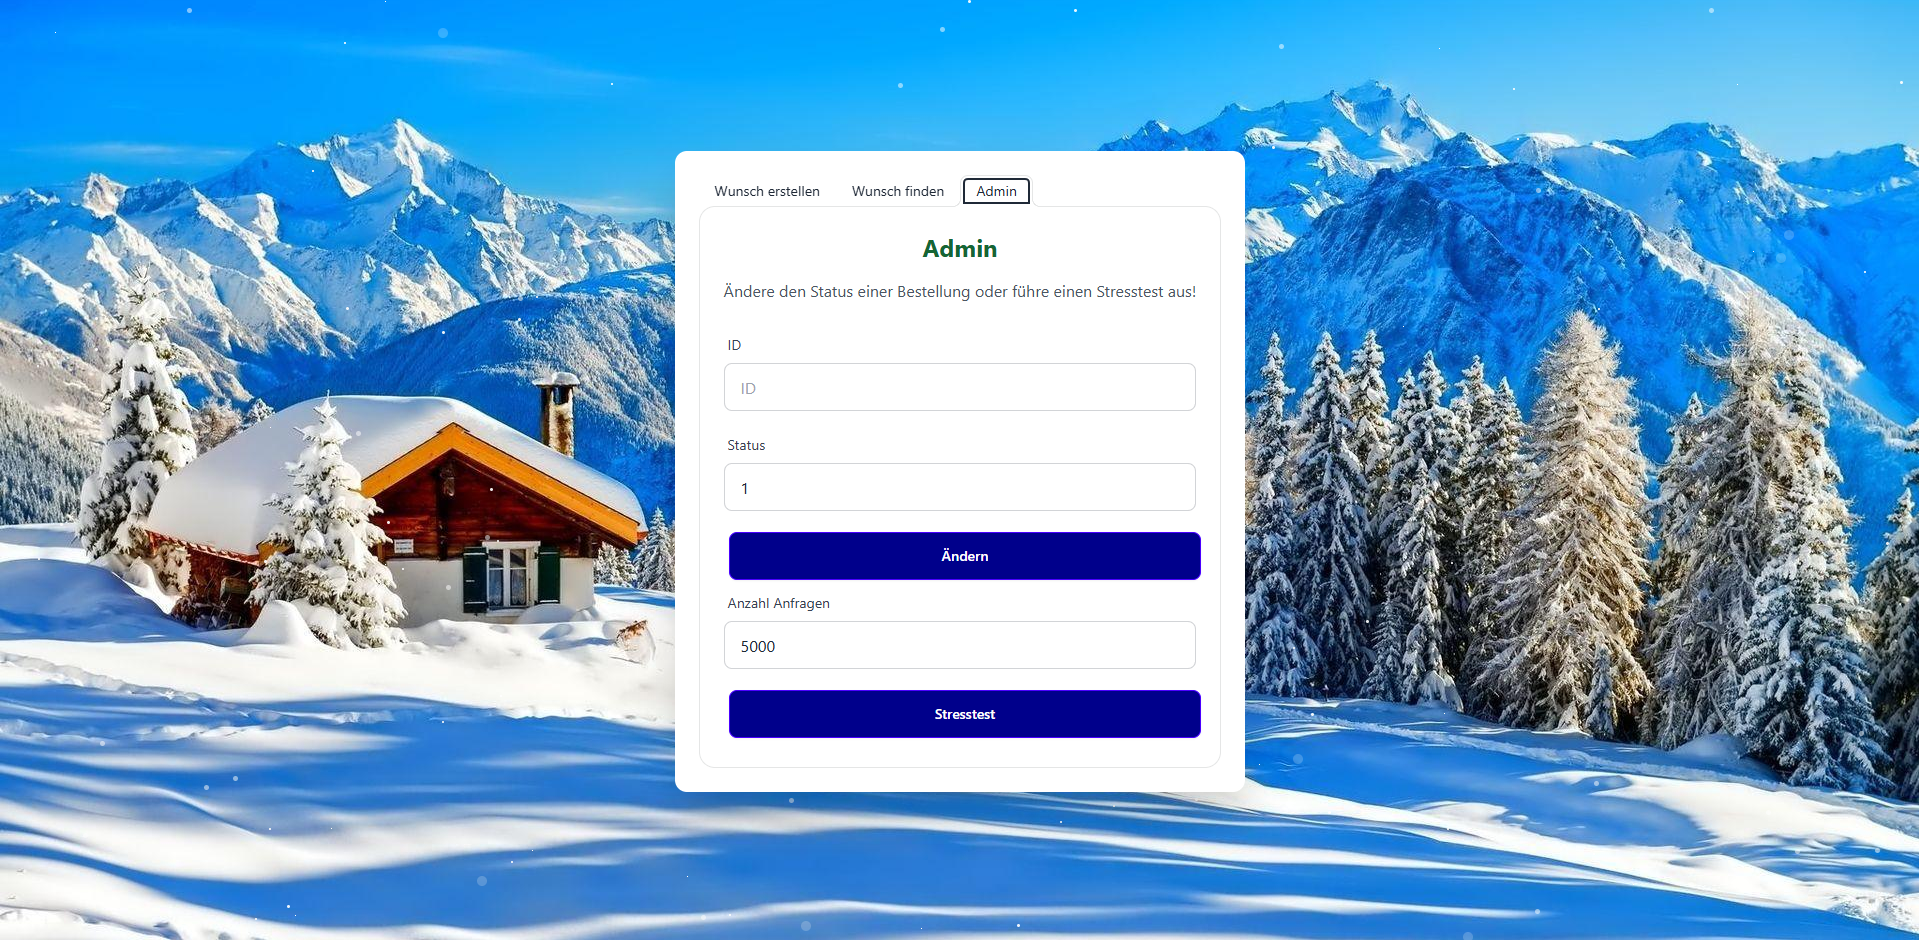 Wunsch erstellen Wunsch finden Admin
Admin
Ändere den Status einer Bestellung oder führe einen Stresstest aus!
ID
ID
Status
1
Ändern
Anzahl Anfragen
5000
Stresstest